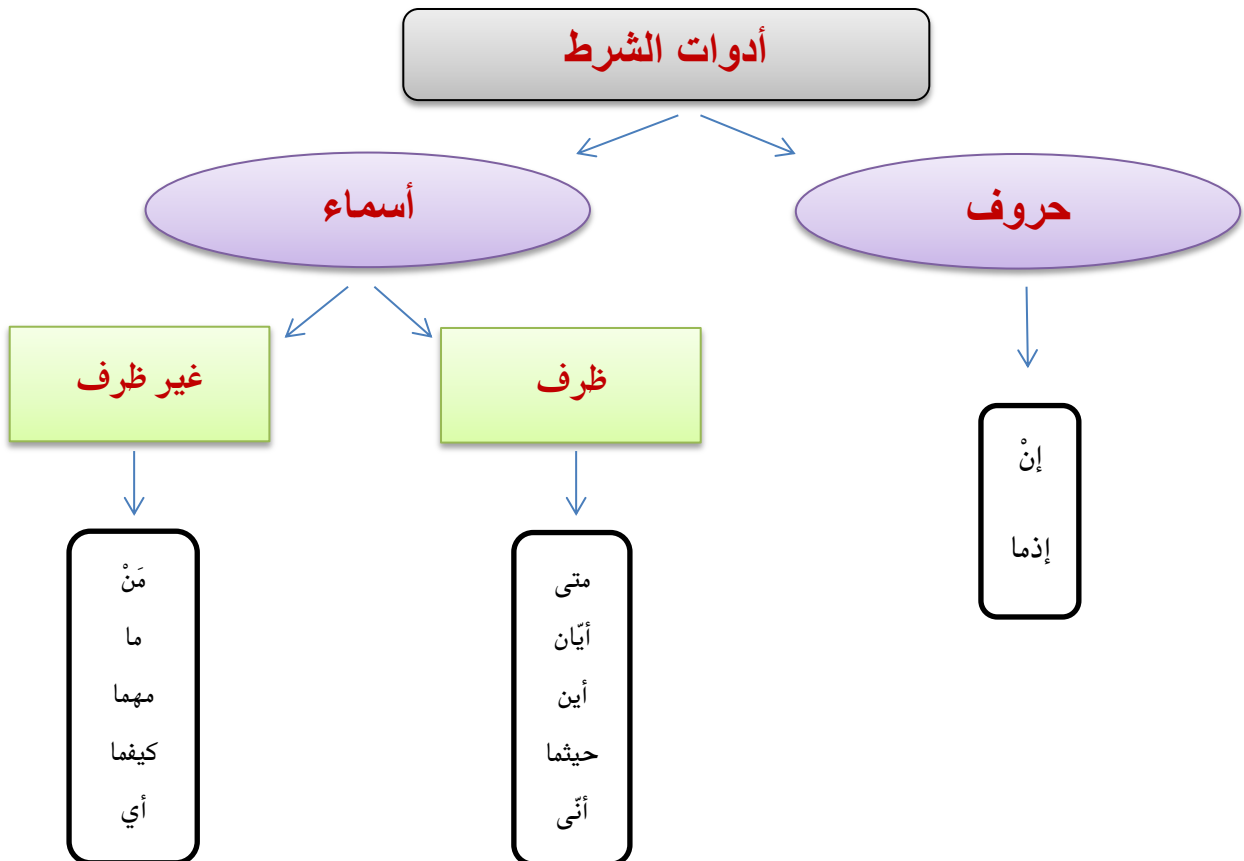 أدوات الشرط
حروف
أسماء
ظرف
غير ظرف
إنْ
إذما
متى
أيّان
أين
حيثما
أنّى
مَنْ
ما
مهما
كيفما
أي